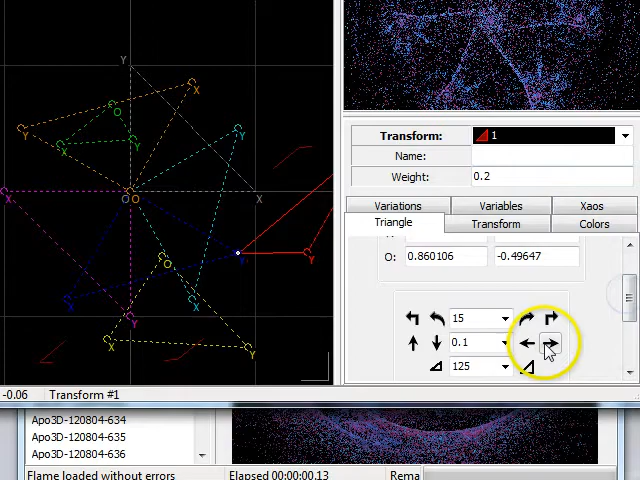 Y
X
O
Y
X
Y
Y
X
O O
X
X
X
O
Y
X
Y
X
Y
Transform: 1
Name:
Weight: 0.2
Variations Variables Xaos
Triangle Transform Colors
O: 0.860106 -0.49647
15
0.1
125
-0.06 Transform #1
Apo3D-120804-634
Apo3D-120804-635
Apo3D-120804-636
Flame loaded without errors Elapsed 00:00:00.13 Rema